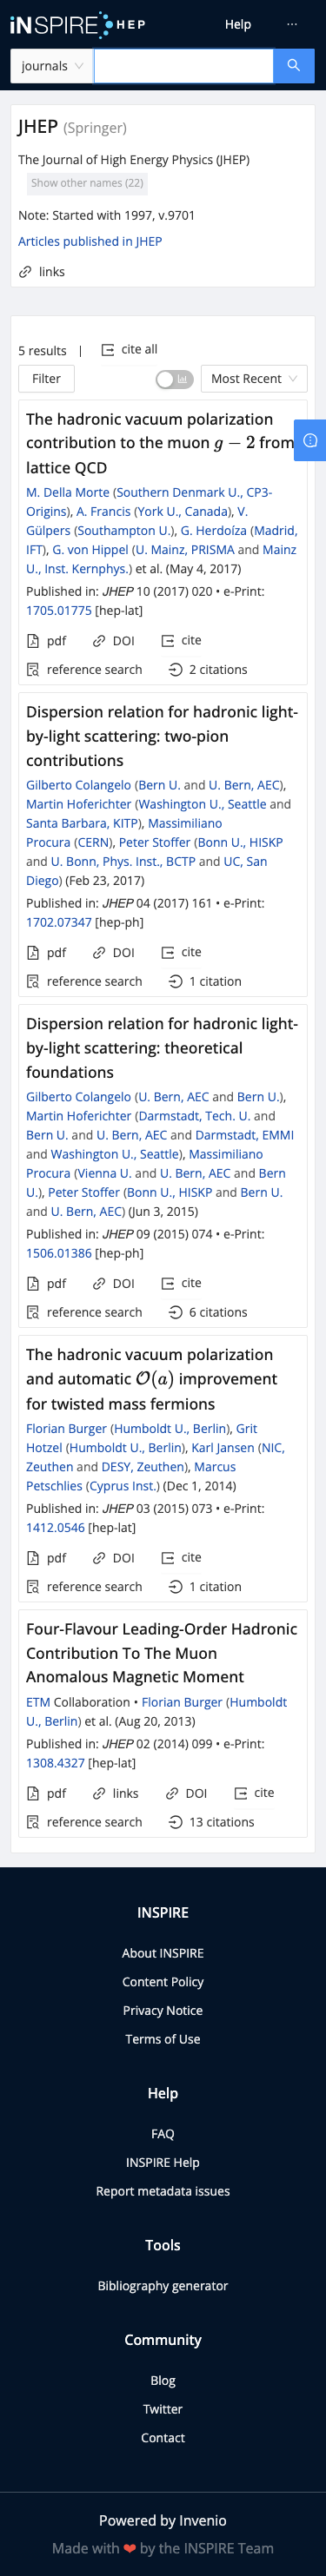 iNSPIRE HEP
Help
···
journals
JHEP (Springer)
The Journal of High Energy Physics (JHEP)
Show other names (22)
Note: Started with 1997, v.9701
Articles published in JHEP
links
5 results | cite all
Filter
Most Recent
The hadronic vacuum polarization
contribution to the muon g − 2 from
lattice QCD
M. Della Morte (Southern Denmark U., CP3-
Origins), A. Francis (York U., Canada), V.
Gülpers (Southampton U.), G. Herdoíza (Madrid,
IFT), G. von Hippel (U. Mainz, PRISMA and Mainz
U., Inst. Kernphys.) et al. (May 4, 2017)
Published in: JHEP 10 (2017) 020 • e-Print:
1705.01775 [hep-lat]
pdf DOI cite
reference search 2 citations
Dispersion relation for hadronic light-
by-light scattering: two-pion
contributions
Gilberto Colangelo (Bern U. and U. Bern, AEC),
Martin Hoferichter (Washington U., Seattle and
Santa Barbara, KITP), Massimiliano
Procura (CERN), Peter Stoffer (Bonn U., HISKP
and U. Bonn, Phys. Inst., BCTP and UC, San
Diego) (Feb 23, 2017)
Published in: JHEP 04 (2017) 161 • e-Print:
1702.07347 [hep-ph]
pdf DOI cite
reference search 1 citation
Dispersion relation for hadronic light-
by-light scattering: theoretical
foundations
Gilberto Colangelo (U. Bern, AEC and Bern U.),
Martin Hoferichter (Darmstadt, Tech. U. and
Bern U. and U. Bern, AEC and Darmstadt, EMMI
and Washington U., Seattle), Massimiliano
Procura (Vienna U. and U. Bern, AEC and Bern
U.), Peter Stoffer (Bonn U., HISKP and Bern U.
and U. Bern, AEC) (Jun 3, 2015)
Published in: JHEP 09 (2015) 074 • e-Print:
1506.01386 [hep-ph]
pdf DOI cite
reference search 6 citations
The hadronic vacuum polarization
and automatic O(a) improvement
for twisted mass fermions
Florian Burger (Humboldt U., Berlin), Grit
Hotzel (Humboldt U., Berlin), Karl Jansen (NIC,
Zeuthen and DESY, Zeuthen), Marcus
Petschlies (Cyprus Inst.) (Dec 1, 2014)
Published in: JHEP 03 (2015) 073 • e-Print:
1412.0546 [hep-lat]
pdf DOI cite
reference search 1 citation
Four-Flavour Leading-Order Hadronic
Contribution To The Muon
Anomalous Magnetic Moment
ETM Collaboration • Florian Burger (Humboldt
U., Berlin) et al. (Aug 20, 2013)
Published in: JHEP 02 (2014) 099 • e-Print:
1308.4327 [hep-lat]
pdf links DOI cite
reference search 13 citations
INSPIRE
About INSPIRE
Content Policy
Privacy Notice
Terms of Use
Help
FAQ
INSPIRE Help
Report metadata issues
Tools
Bibliography generator
Community
Blog
Twitter
Contact
Powered by Invenio
Made with ❤ by the INSPIRE Team